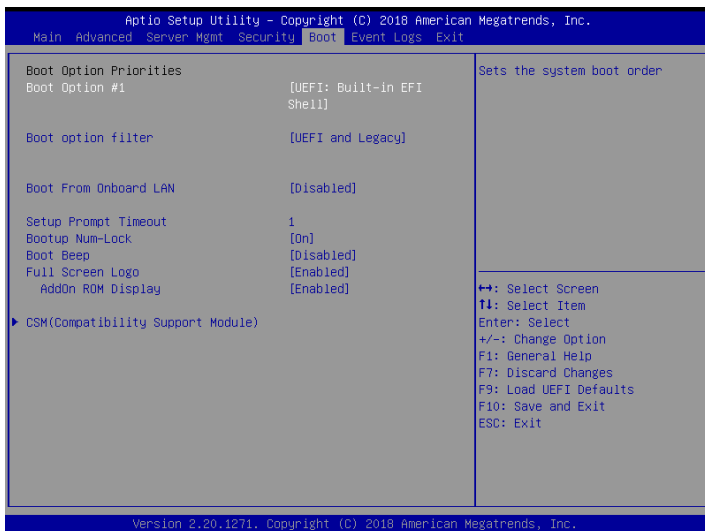 Aptio Setup Utility – Copyright (C) 2018 American Megatrends, Inc.
Main Advanced Server Mgmt Security Boot Event Logs Exit
Boot Option Priorities
Boot Option #1 [UEFI: Built-in EFI
Shell]
Boot option filter [UEFI and Legacy]
Boot From Onboard LAN [Disabled]
Setup Prompt Timeout 1
Bootup Num-Lock [On]
Boot Beep [Disabled]
Full Screen Logo [Enabled]
AddOn ROM Display [Enabled]
CSM(Compatibility Support Module)
Sets the system boot order
↔: Select Screen
↑↓: Select Item
Enter: Select
+/-: Change Option
F1: General Help
F7: Discard Changes
F9: Load UEFI Defaults
F10: Save and Exit
ESC: Exit
Version 2.20.1271. Copyright (C) 2018 American Megatrends, Inc.